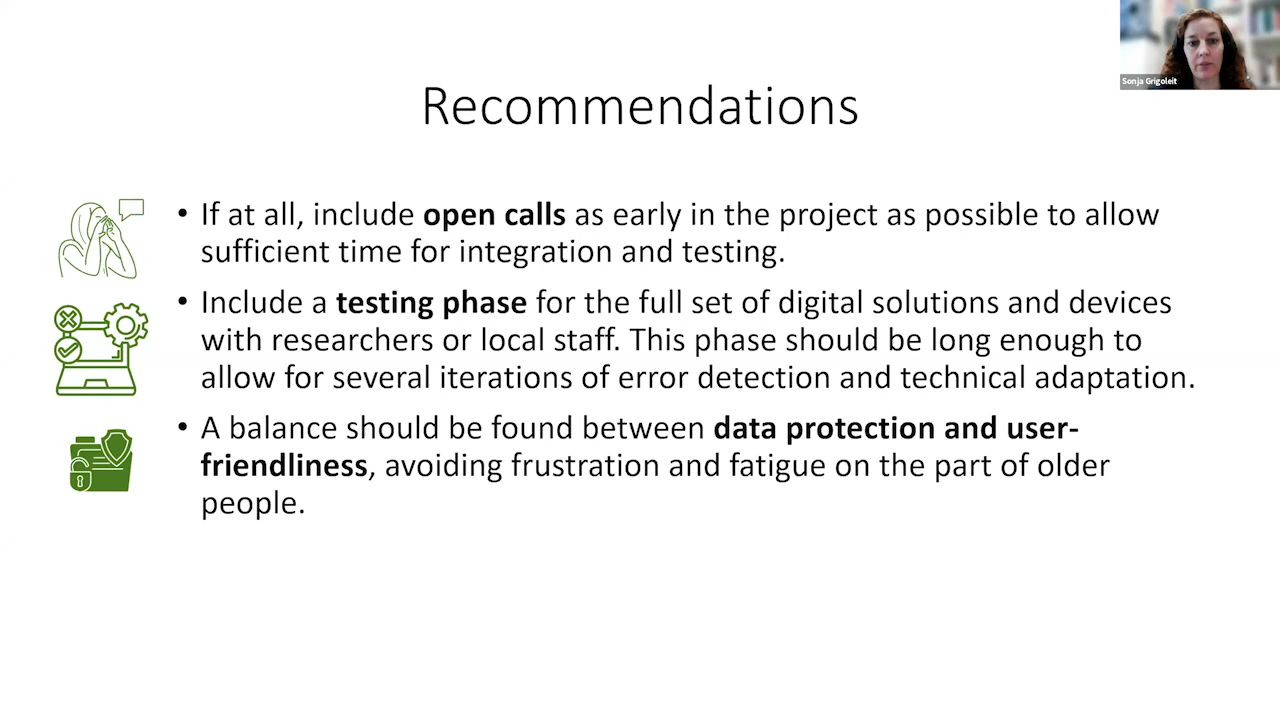 Sonja Grigoleit
Recommendations
• If at all, include open calls as early in the project as possible to allow
sufficient time for integration and testing.
• Include a testing phase for the full set of digital solutions and devices
with researchers or local staff. This phase should be long enough to
allow for several iterations of error detection and technical adaptation.
• A balance should be found between data protection and user-
friendliness, avoiding frustration and fatigue on the part of older
people.